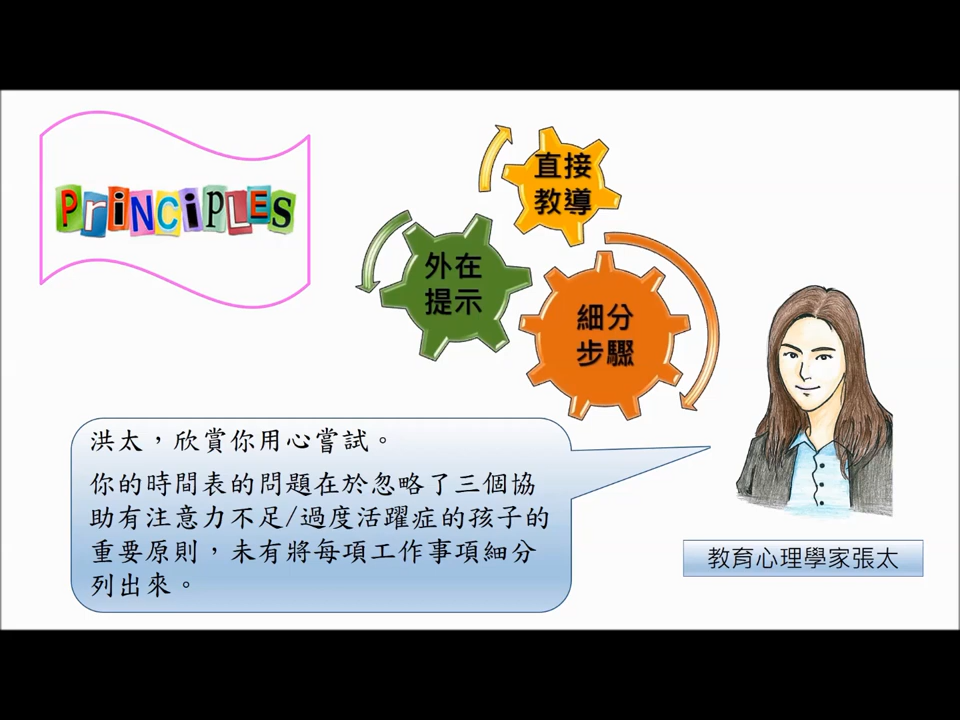 PriNCiPLES
直接
教導
外在
提示
細分
步驟
洪太，欣賞你用心嘗試。
你的時間表的問題在於忽略了三個協
助有注意力不足/過度活躍症的孩子的
重要原則，未有將每項工作事項細分
列出來。
教育心理學家張太